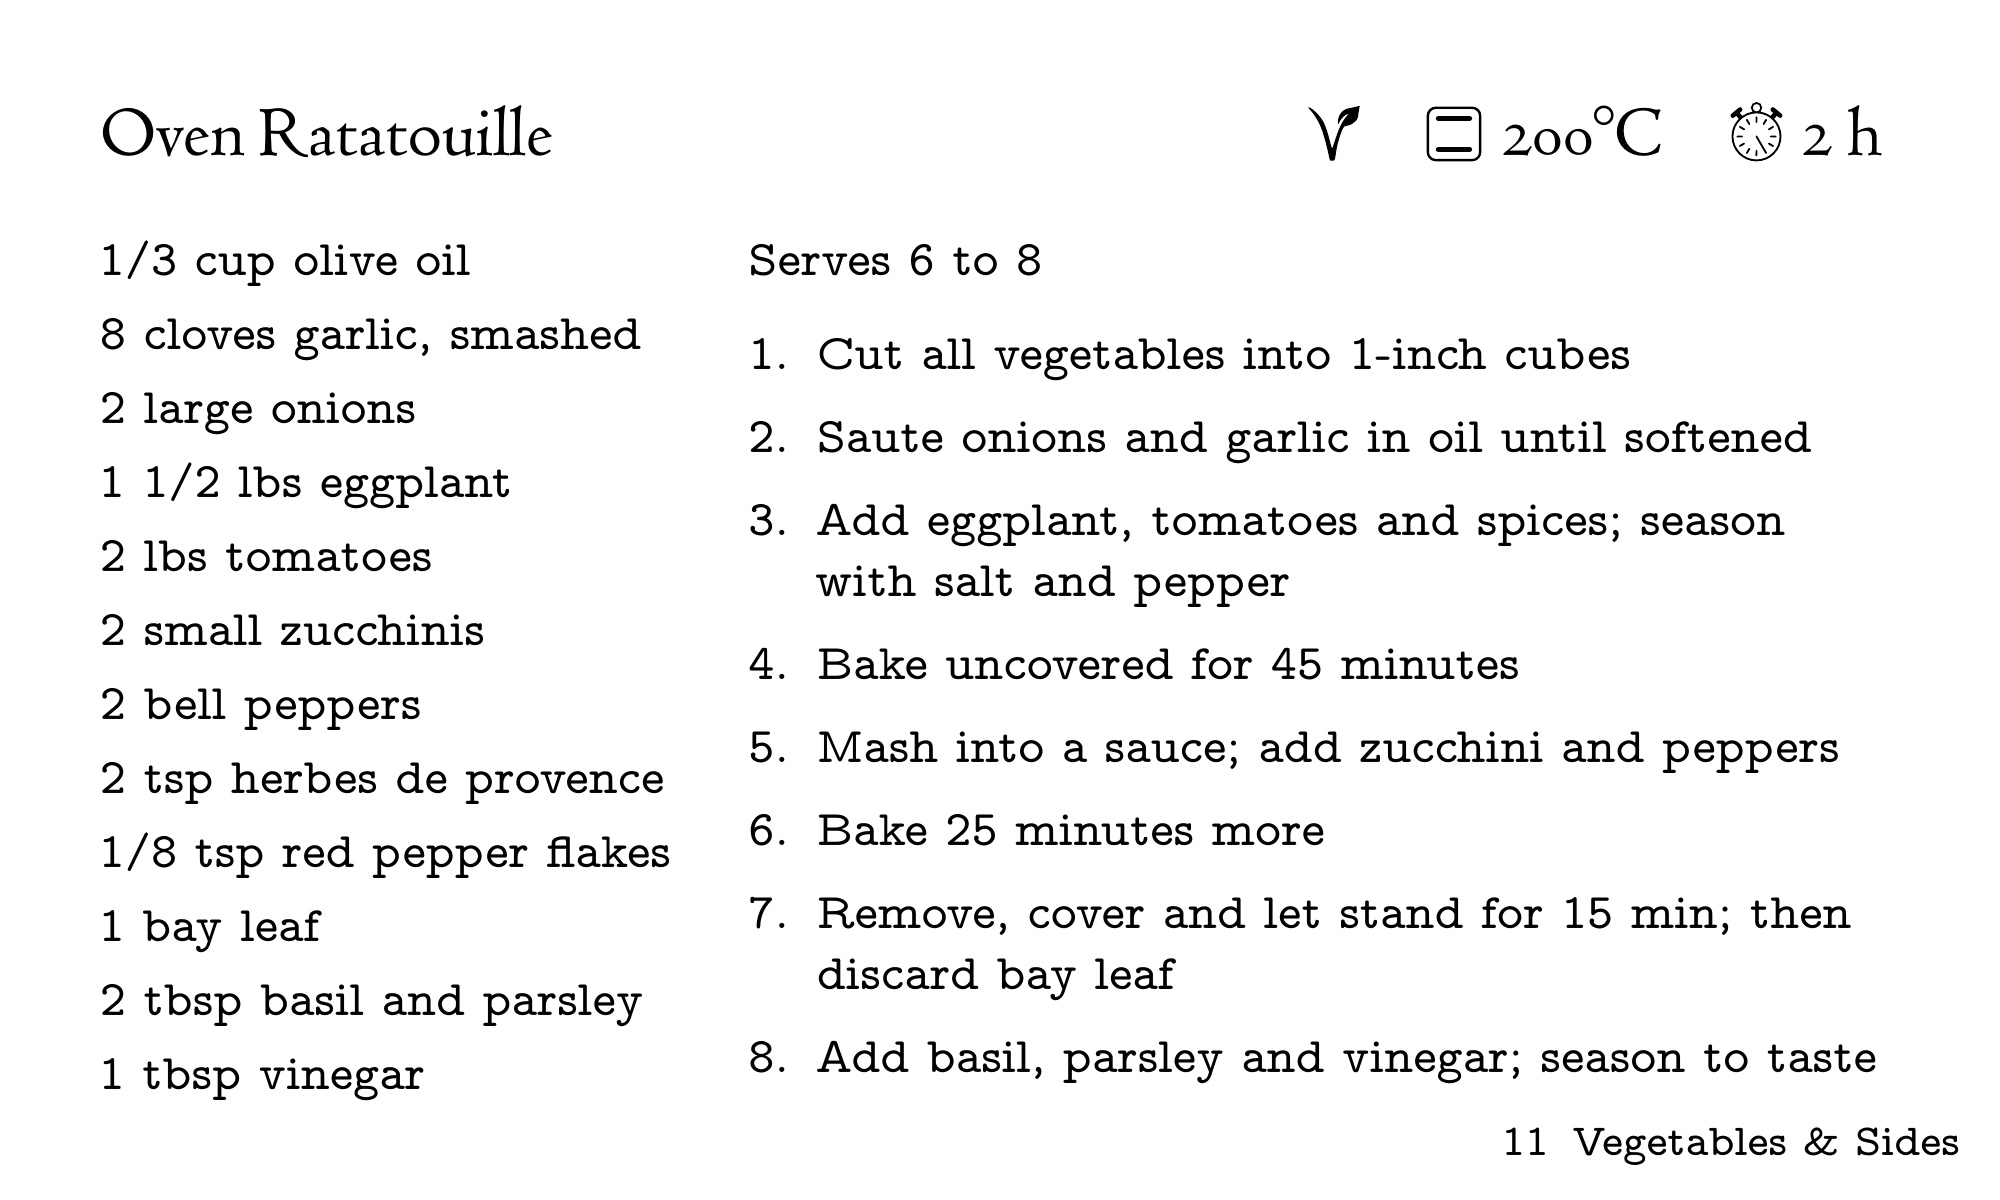 Oven Ratatouille
200°C
2 h
1/3 cup olive oil
8 cloves garlic, smashed
2 large onions
1 1/2 lbs eggplant
2 lbs tomatoes
2 small zucchinis
2 bell peppers
2 tsp herbes de provence
1/8 tsp red pepper flakes
1 bay leaf
2 tbsp basil and parsley
1 tbsp vinegar
Serves 6 to 8
1. Cut all vegetables into 1-inch cubes
2. Saute onions and garlic in oil until softened
3. Add eggplant, tomatoes and spices; season
with salt and pepper
4. Bake uncovered for 45 minutes
5. Mash into a sauce; add zucchini and peppers
6. Bake 25 minutes more
7. Remove, cover and let stand for 15 min; then
discard bay leaf
8. Add basil, parsley and vinegar; season to taste
11 Vegetables & Sides